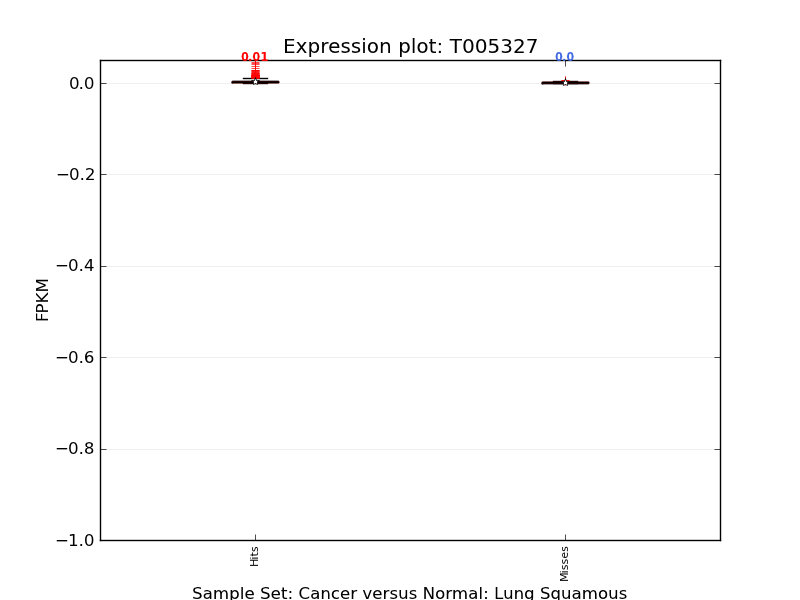 Expression plot: T005327
0.01
0.0
0.0
−0.2
−0.4
−0.6
−0.8
−1.0
FPKM
Hits
Misses
Sample Set: Cancer versus Normal: Lung Squamous